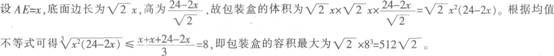 设 AE=x,底面边长为√2 x,高为 (24-2x)/√2 ,故包装盒的体积为√2 x×√2 x×(24-2x)/√2=√2 x²(24-2x)。根据均值
不等式可得∛(x²(24-2x))≤(x+x+24-2x)/3=8,即包装盒的容积最大为√2×8³=512√2。